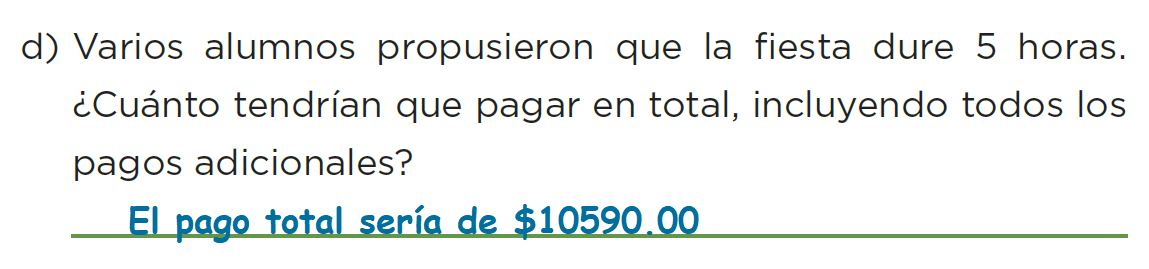 d) Varios alumnos propusieron que la fiesta dure 5 horas.
¿Cuánto tendrían que pagar en total, incluyendo todos los
pagos adicionales?
El pago total sería de $10590.00